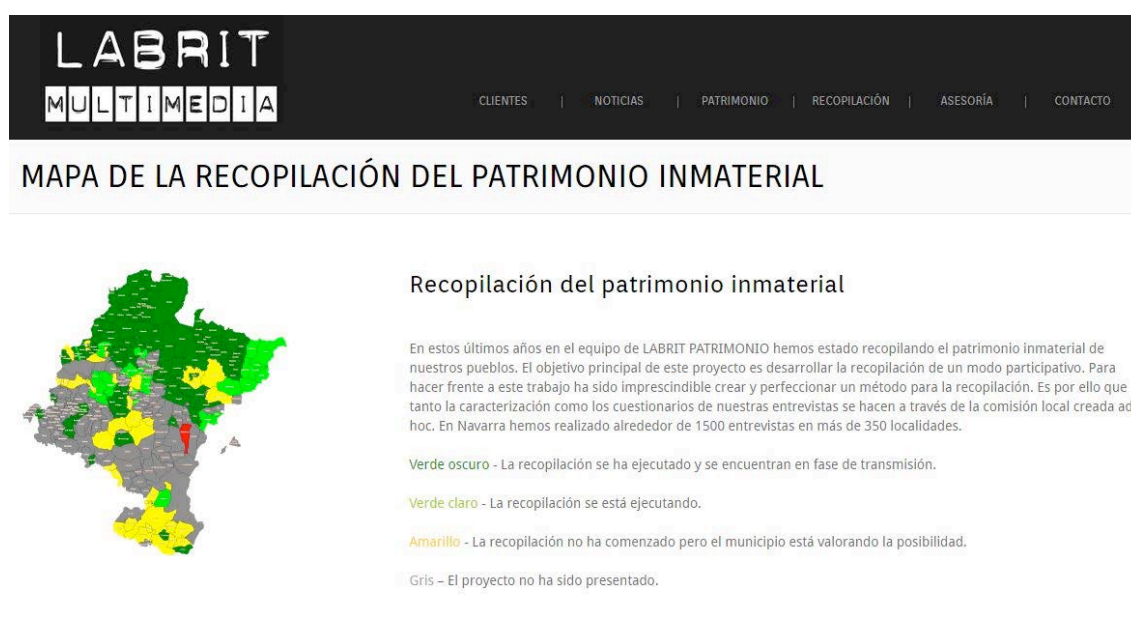 LABRIT
MULTIMEDIA
CLIENTES | NOTICIAS | PATRIMONIO | RECOPILACIÓN | ASESORÍA | CONTACTO
MAPA DE LA RECOPILACIÓN DEL PATRIMONIO INMATERIAL
Recopilación del patrimonio inmaterial
En estos últimos años en el equipo de LABRIT PATRIMONIO hemos estado recopilando el patrimonio inmaterial de
nuestros pueblos. El objetivo principal de este proyecto es desarrollar la recopilación de un modo participativo. Para
hacer frente a este trabajo ha sido imprescindible crear y perfeccionar un método para la recopilación. Es por ello que
tanto la caracterización como los cuestionarios de nuestras entrevistas se hacen a través de la comisión local creada ad
hoc. En Navarra hemos realizado alrededor de 1500 entrevistas en más de 350 localidades.
Verde oscuro - La recopilación se ha ejecutado y se encuentran en fase de transmisión.
Verde claro - La recopilación se está ejecutando.
Amarillo - La recopilación no ha comenzado pero el municipio está valorando la posibilidad.
Gris – El proyecto no ha sido presentado.